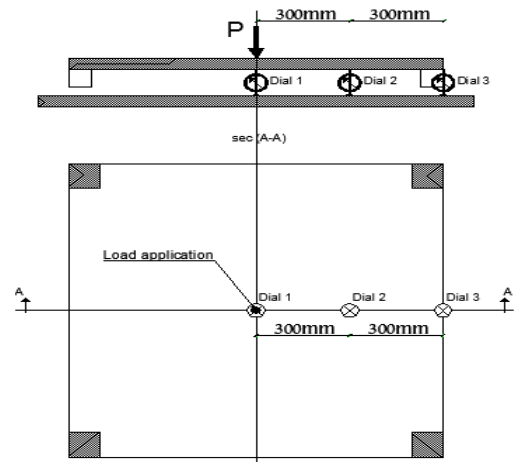 300mm 300mm
P
Dial 1 Dial 2 Dial 3
sec (A-A)
Load application
A A
Dial 1 Dial 2 Dial 3
300mm 300mm